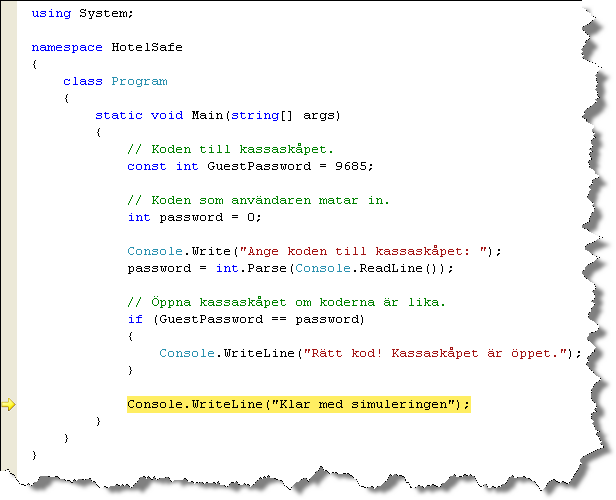 using System;

namespace HotelSafe
{
    class Program
    {
        static void Main(string[] args)
        {
            // Koden till kassaskåpet.
            const int GuestPassword = 9685;

            // Koden som användaren matar in.
            int password = 0;

            Console.Write("Ange koden till kassaskåpet: ");
            password = int.Parse(Console.ReadLine());

            // Öppna kassaskåpet om koderna är lika.
            if (GuestPassword == password)
            {
                Console.WriteLine("Rätt kod! Kassaskåpet är öppet.");
            }

            Console.WriteLine("Klar med simuleringen");
        }
    }
}